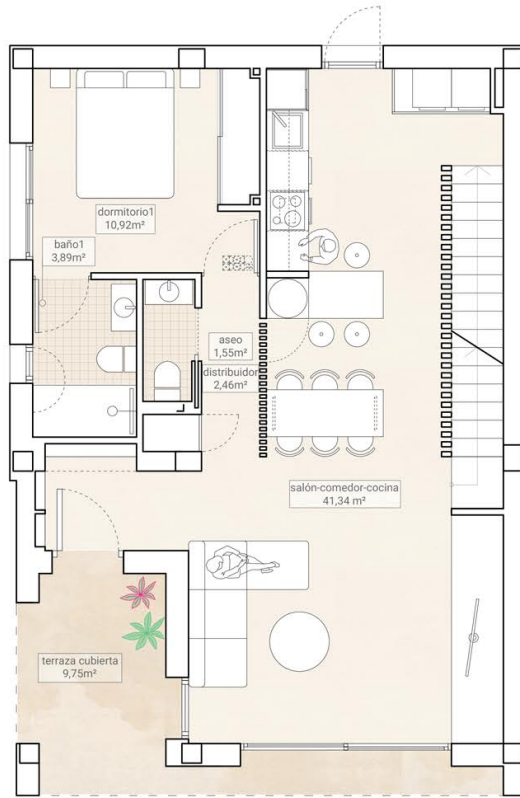 dormitorio1
10,92m²
baño1
3,89m²
aseo
1,55m²
distribuidor
2,46m²
salón-comedor-cocina
41,34 m²
terraza cubierta
9,75m²